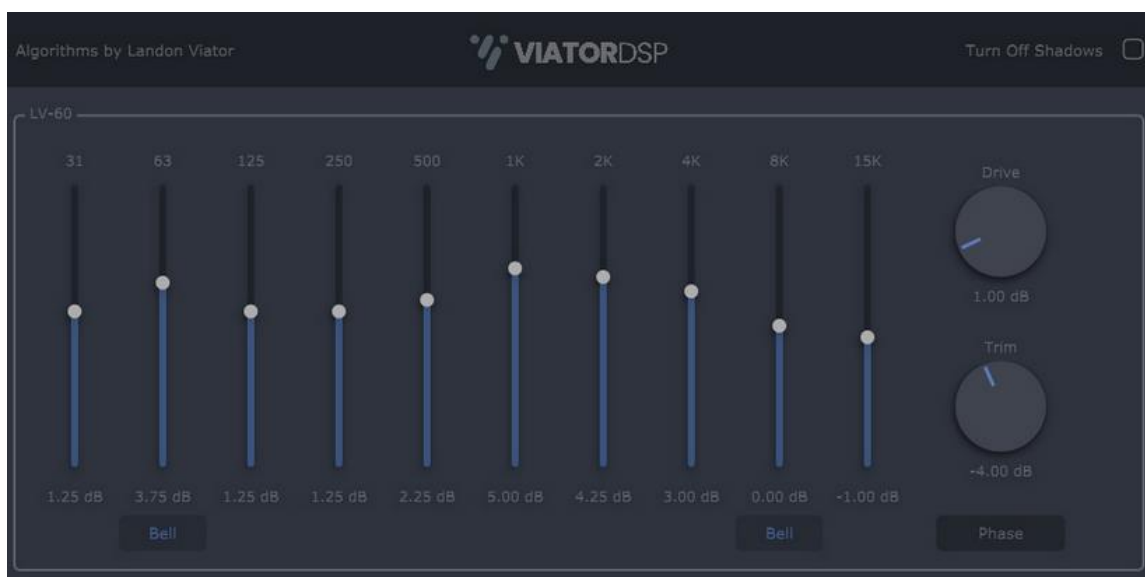 Algorithms by Landon Viator
VIATORDSP
Turn Off Shadows
LV-60
31 63 125 250 500 1K 2K 4K 8K 15K
Drive
1.00 dB
Trim
-4.00 dB
1.25 dB 3.75 dB 1.25 dB 1.25 dB 2.25 dB 5.00 dB 4.25 dB 3.00 dB 0.00 dB -1.00 dB
Bell Bell Phase